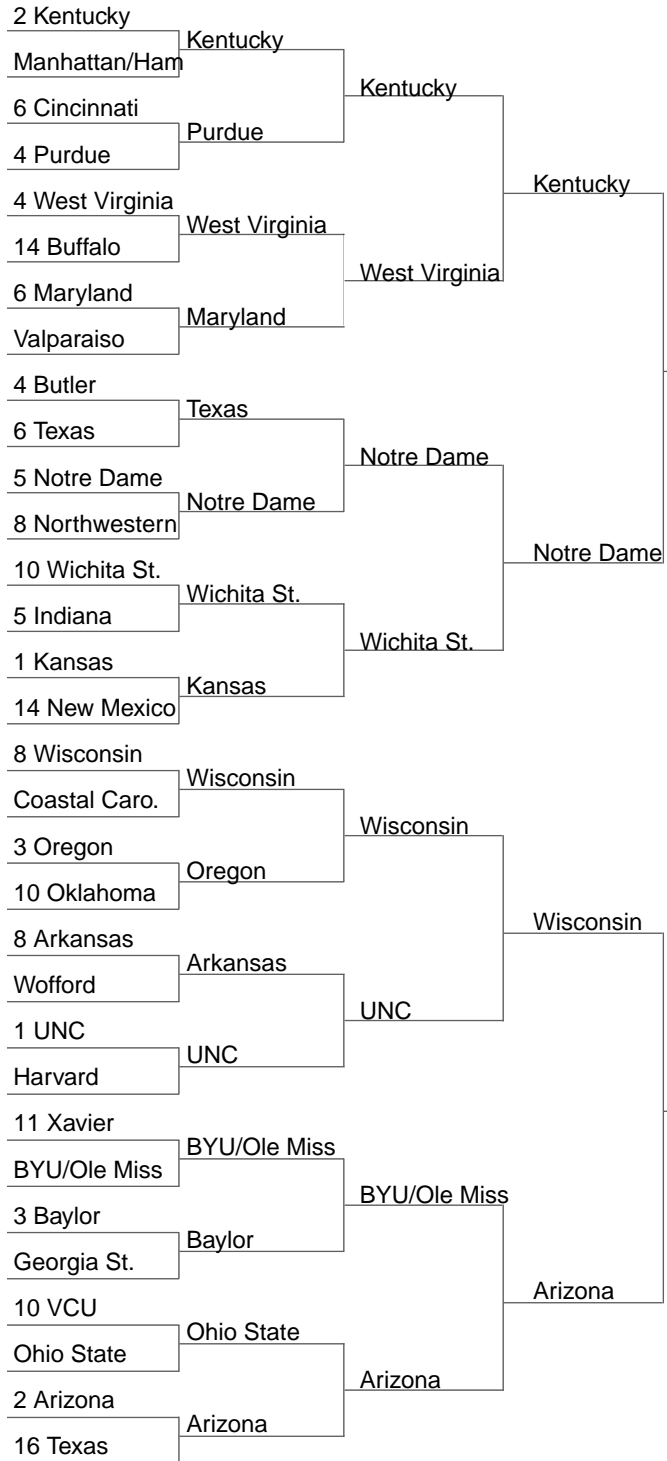 2 Kentucky
Manhattan/Ham
6 Cincinnati
4 Purdue
4 West Virginia
14 Buffalo
6 Maryland
Valparaiso
4 Butler
6 Texas
5 Notre Dame
8 Northwestern
10 Wichita St.
5 Indiana
1 Kansas
14 New Mexico
8 Wisconsin
Coastal Caro.
3 Oregon
10 Oklahoma
8 Arkansas
Wofford
1 UNC
Harvard
11 Xavier
BYU/Ole Miss
3 Baylor
Georgia St.
10 VCU
Ohio State
2 Arizona
16 Texas
Kentucky
Purdue
West Virginia
Maryland
Texas
Notre Dame
Wichita St.
Kansas
Wisconsin
Oregon
Arkansas
UNC
BYU/Ole Miss
Baylor
Ohio State
Arizona
Kentucky
West Virginia
Notre Dame
Wichita St.
Wisconsin
UNC
BYU/Ole Miss
Arizona
Kentucky
Notre Dame
Wisconsin
Arizona